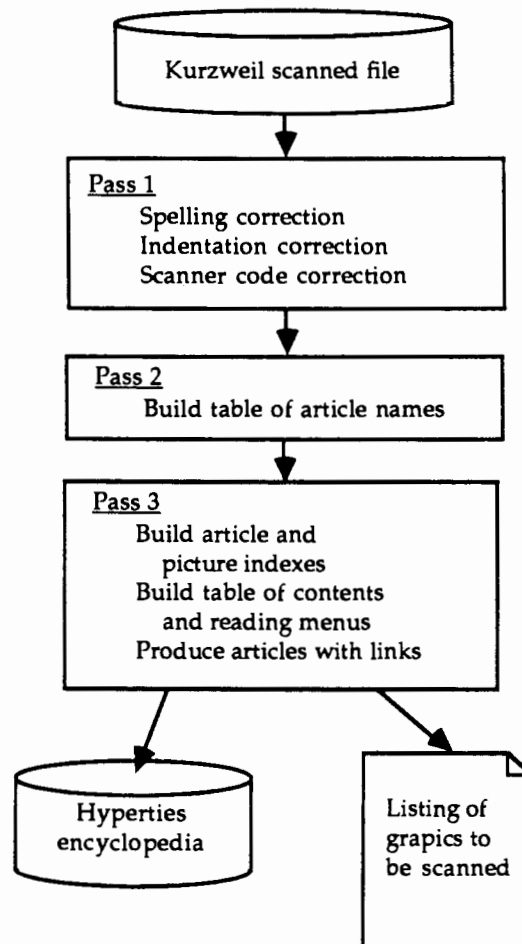 Kurzweil scanned file
Pass 1
Spelling correction
Indentation correction
Scanner code correction
Pass 2
Build table of article names
Pass 3
Build article and
picture indexes
Build table of contents
and reading menus
Produce articles with links
Hyperties
encyclopedia
Listing of
grapics to
be scanned